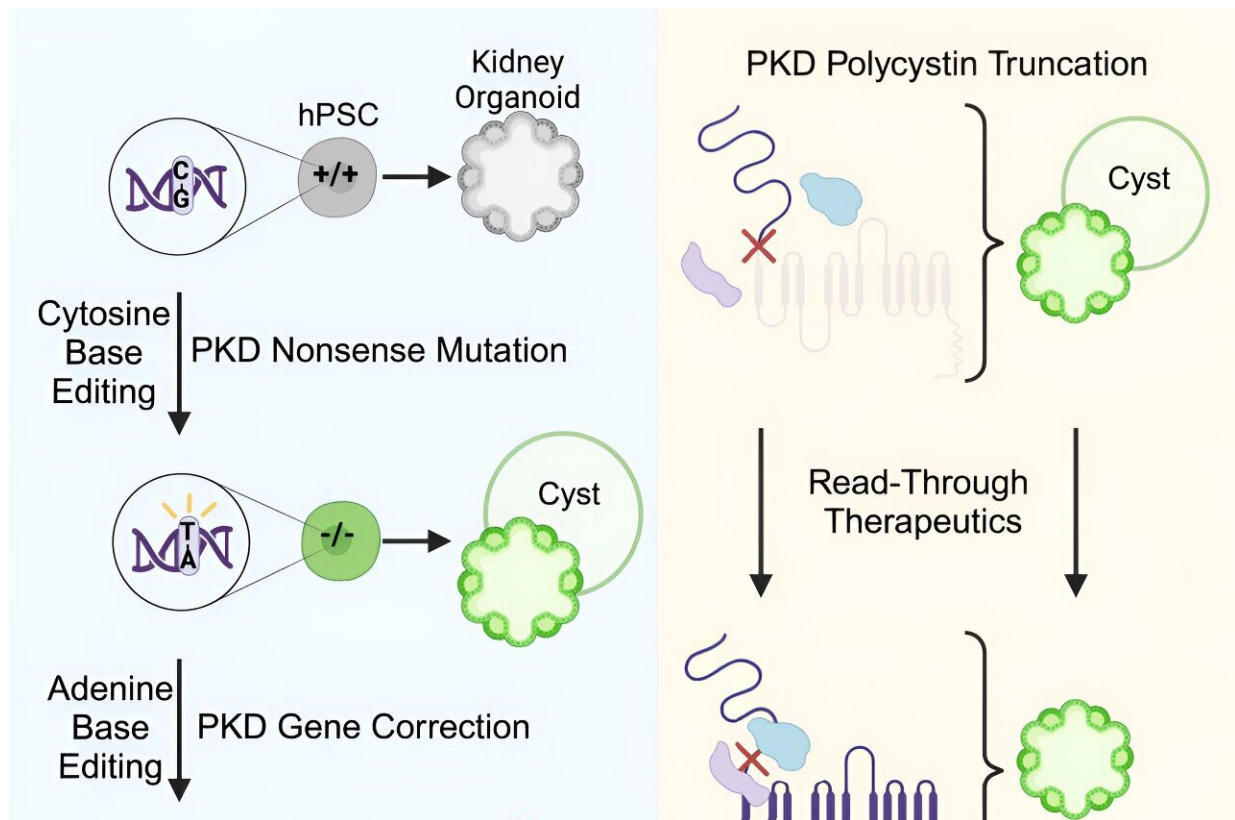 Kidney
Organoid
hPSC
C
G
+/+
Cytosine
Base
Editing
PKD Nonsense Mutation
T
A
-/-
Cyst
Adenine
Base
Editing
PKD Gene Correction
PKD Polycystin Truncation
Cyst
Read-Through
Therapeutics